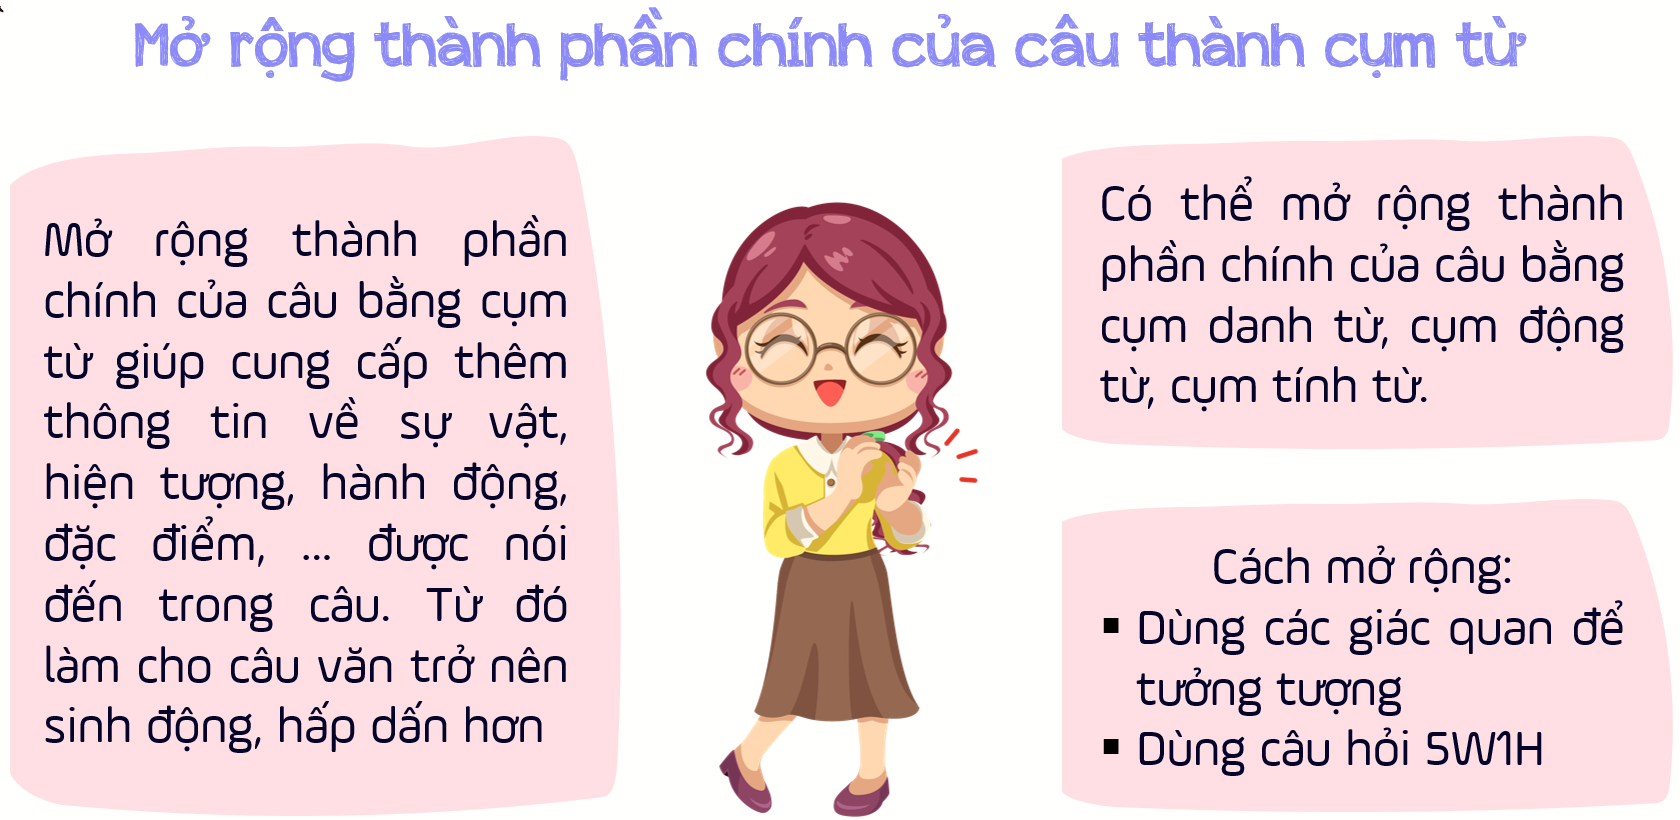 Mở rộng thành phần chính của câu thành cụm từ
Mở rộng thành phần
chính của câu bằng cụm
từ giúp cung cấp thêm
thông tin về sự vật,
hiện tượng, hành động,
đặc điểm, ... được nói
đến trong câu. Từ đó
làm cho câu văn trở nên
sinh động, hấp dấn hơn
Có thể mở rộng thành
phần chính của câu bằng
cụm danh từ, cụm động
từ, cụm tính từ.
Cách mở rộng:
▪ Dùng các giác quan để
tưởng tượng
▪ Dùng câu hỏi 5W1H